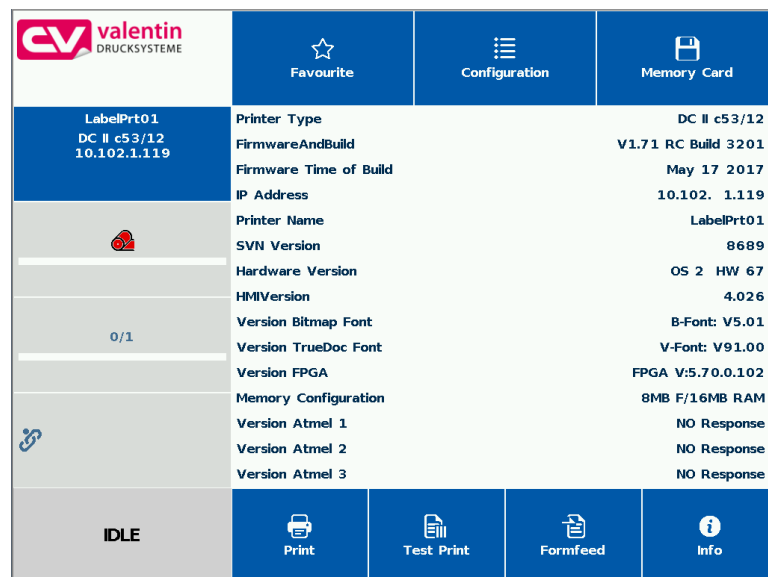 CV valentin
DRUCKSYSTEME
Favourite
Configuration
Memory Card
LabelPrt01
DC II c53/12
10.102.1.119
Printer Type DC II c53/12
FirmwareAndBuild V1.71 RC Build 3201
Firmware Time of Build May 17 2017
IP Address 10.102. 1.119
Printer Name LabelPrt01
SVN Version 8689
Hardware Version OS 2 HW 67
HMIVersion 4.026
Version Bitmap Font B-Font: V5.01
Version TrueDoc Font V-Font: V91.00
Version FPGA FPGA V:5.70.0.102
Memory Configuration 8MB F/16MB RAM
Version Atmel 1 NO Response
Version Atmel 2 NO Response
Version Atmel 3 NO Response
0/1
IDLE
Print
Test Print
Formfeed
Info